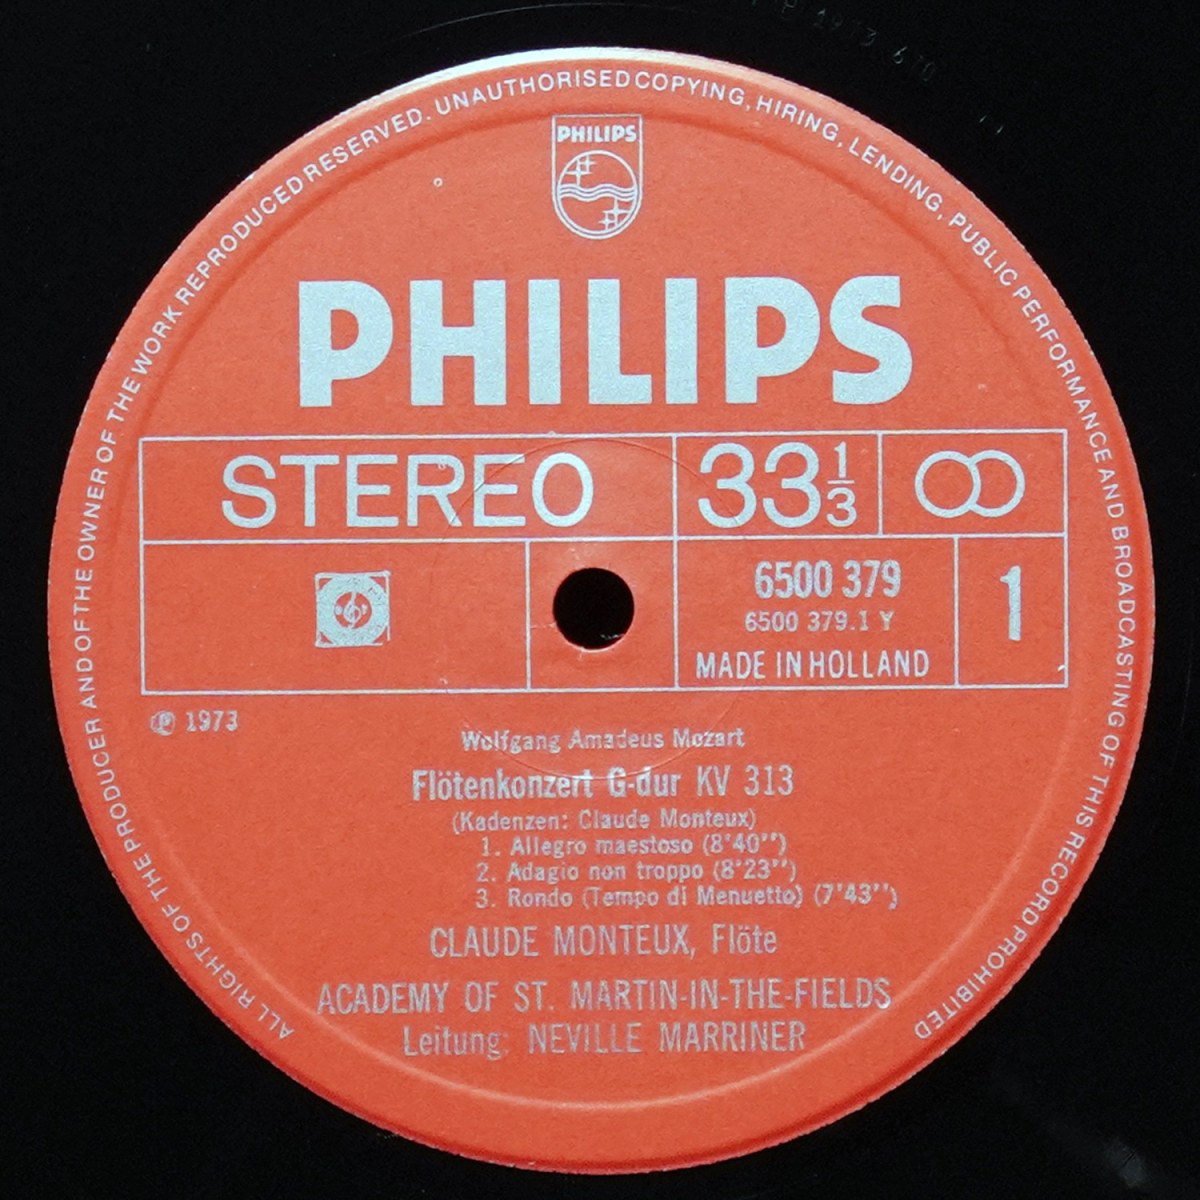 ALL RIGHTS OF THE PRODUCER AND OF THE OWNER OF THE WORK REPRODUCED RESERVED. UNAUTHORISED COPYING, HIRING, LENDING, PUBLIC PERFORMANCE AND BROADCASTING OF THIS RECORD PROHIBITED
PHILIPS
PHILIPS
STEREO 33 1/3
6500 379 1
6500 379.1 Y
MADE IN HOLLAND
℗ 1973
Wolfgang Amadeus Mozart
Flötenkonzert G-dur KV 313
(Kadenzen: Claude Monteux)
1. Allegro maestoso (8'40'')
2. Adagio non troppo (8'23'')
3. Rondo (Tempo di Menuetto) (7'43'')
CLAUDE MONTEUX, Flöte
ACADEMY OF ST. MARTIN-IN-THE-FIELDS
Leitung: NEVILLE MARRINER